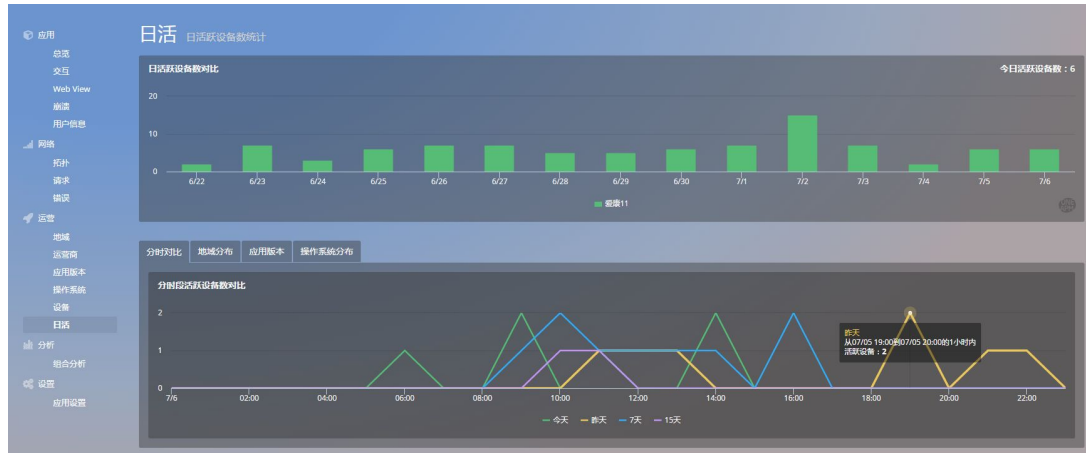 应用
总览
交互
Web View
崩溃
用户信息
网络
拓扑
请求
错误
运营
地域
运营商
应用版本
操作系统
设备
日活
分析
组合分析
设置
应用设置
日活 日活跃设备数统计
日活跃设备数对比 今日活跃设备数：6
20
10
0
6/22 6/23 6/24 6/25 6/26 6/27 6/28 6/29 6/30 7/1 7/2 7/3 7/4 7/5 7/6
爱康11
分时对比 地域分布 应用版本 操作系统分布
分时段活跃设备数对比
2
1
0
昨天
从07/05 19:00到07/05 20:00的1小时内
活跃设备：2
7/6 02:00 04:00 06:00 08:00 10:00 12:00 14:00 16:00 18:00 20:00 22:00
今天 昨天 7天 15天